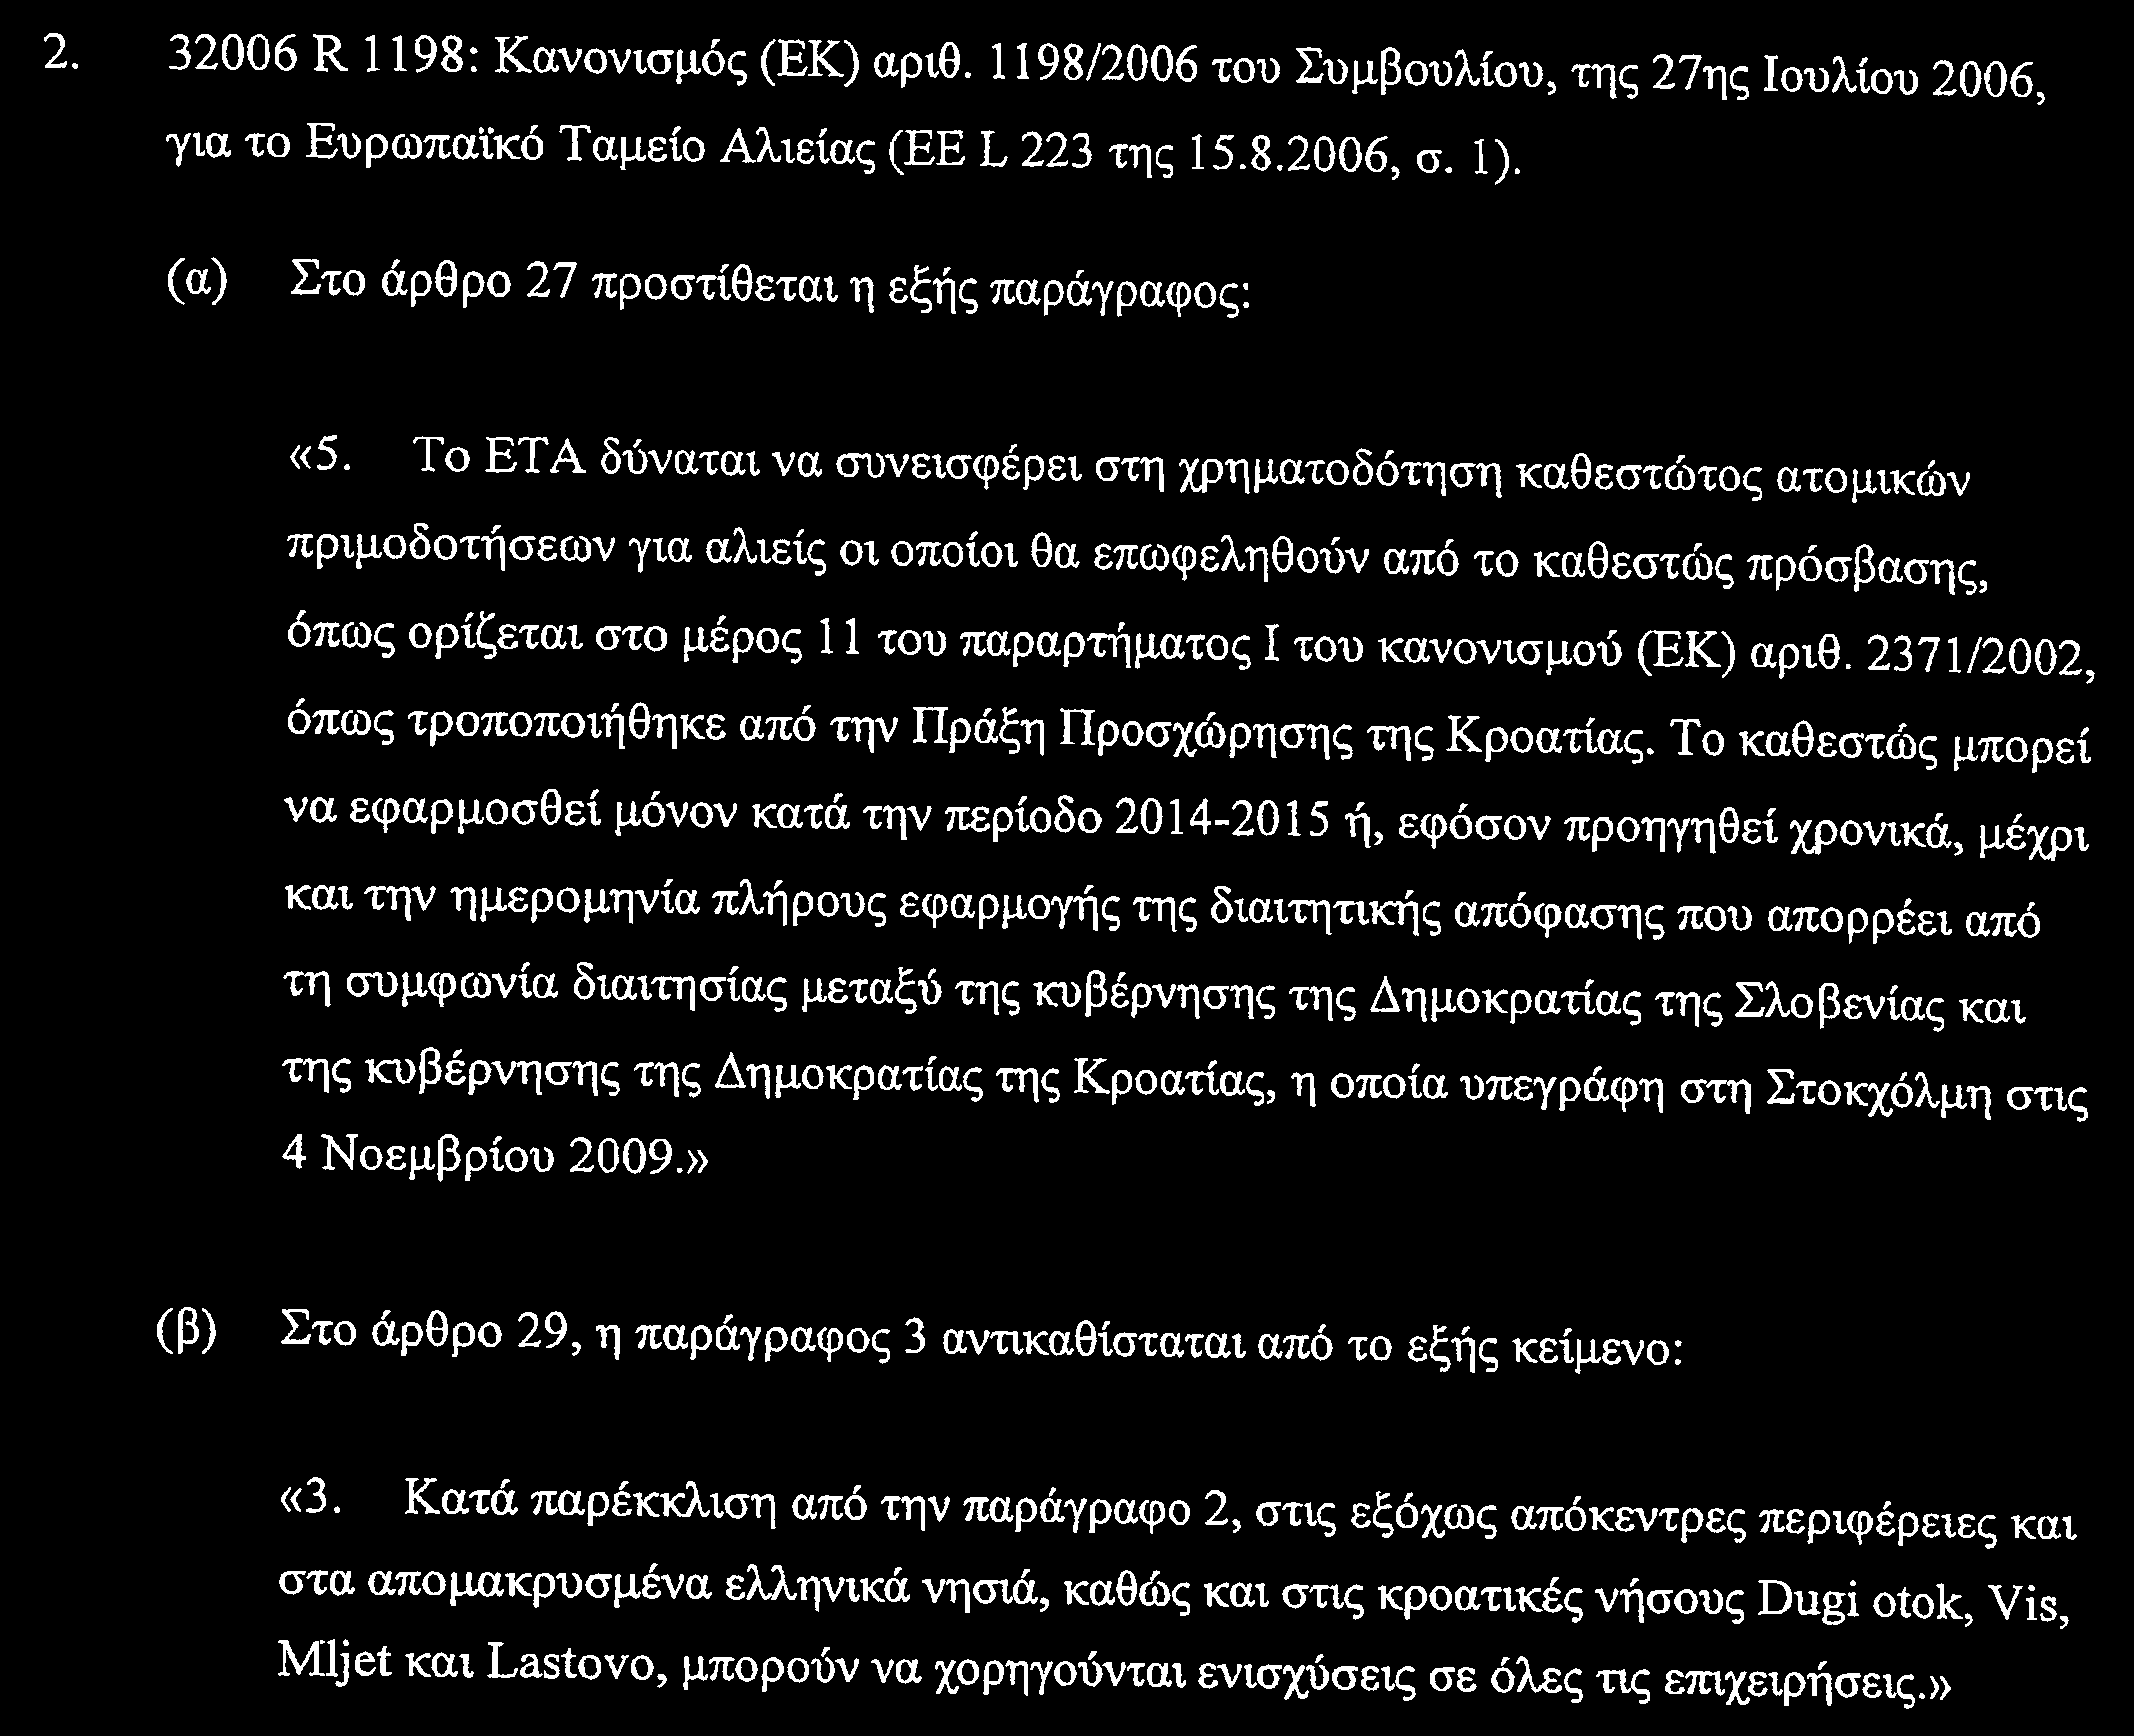 2. 32006 R 1198: Κανονισμός (ΕΚ) αριθ. 1198/2006 του Συμβουλίου, της 27ης Ιουλίου 2006,
για το Ευρωπαϊκό Ταμείο Αλιείας (ΕΕ L 223 της 15.8.2006, σ. 1).
(α) Στο άρθρο 27 προστίθεται η εξής παράγραφος:
«5. Το ΕΤΑ δύναται να συνεισφέρει στη χρηματοδότηση καθεστώτος ατομικών
πριμοδοτήσεων για αλιείς οι οποίοι θα επωφεληθούν από το καθεστώς πρόσβασης,
όπως ορίζεται στο μέρος 11 του παραρτήματος Ι του κανονισμού (ΕΚ) αριθ. 2371/2002,
όπως τροποποιήθηκε από την Πράξη Προσχώρησης της Κροατίας. Το καθεστώς μπορεί
να εφαρμοσθεί μόνον κατά την περίοδο 2014-2015 ή, εφόσον προηγηθεί χρονικά, μέχρι
και την ημερομηνία πλήρους εφαρμογής της διαιτητικής απόφασης που απορρέει από
τη συμφωνία διαιτησίας μεταξύ της κυβέρνησης της Δημοκρατίας της Σλοβενίας και
της κυβέρνησης της Δημοκρατίας της Κροατίας, η οποία υπεγράφη στη Στοκχόλμη στις
4 Νοεμβρίου 2009.»
(β) Στο άρθρο 29, η παράγραφος 3 αντικαθίσταται από το εξής κείμενο:
«3. Κατά παρέκκλιση από την παράγραφο 2, στις εξόχως απόκεντρες περιφέρειες και
στα απομακρυσμένα ελληνικά νησιά, καθώς και στις κροατικές νήσους Dugi otok, Vis,
Mljet και Lastovo, μπορούν να χορηγούνται ενισχύσεις σε όλες τις επιχειρήσεις.»